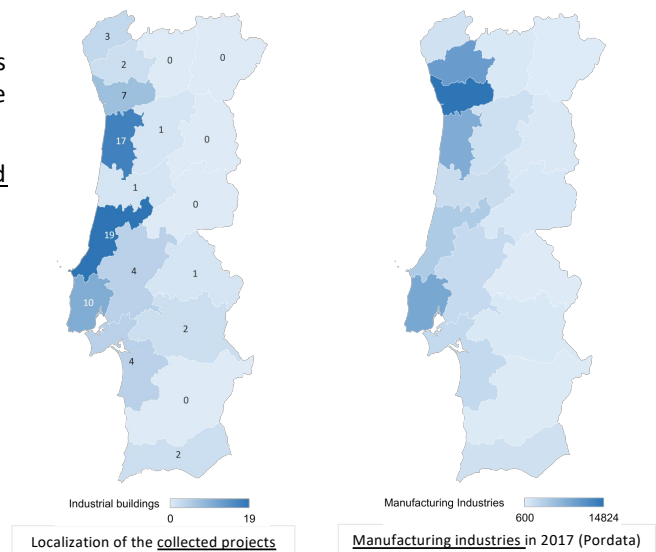 s
e
d
3
2
0
0
7
17
1
0
1
0
19
4
1
10
2
4
0
2
Industrial buildings
0 19
Localization of the collected projects
Manufacturing Industries
600 14824
Manufacturing industries in 2017 (Pordata)